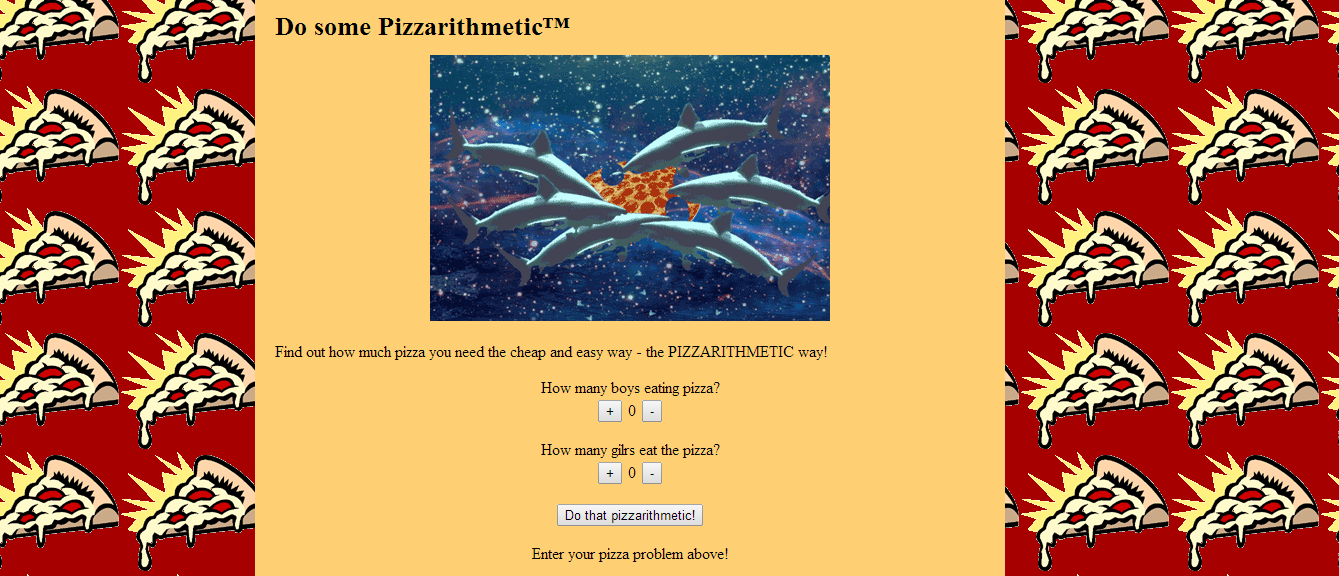 Do some Pizzarithmetic™
Find out how much pizza you need the cheap and easy way - the PIZZARITHMETIC way!
How many boys eating pizza?
+ 0 -
How many gilrs eat the pizza?
+ 0 -
Do that pizzarithmetic!
Enter your pizza problem above!